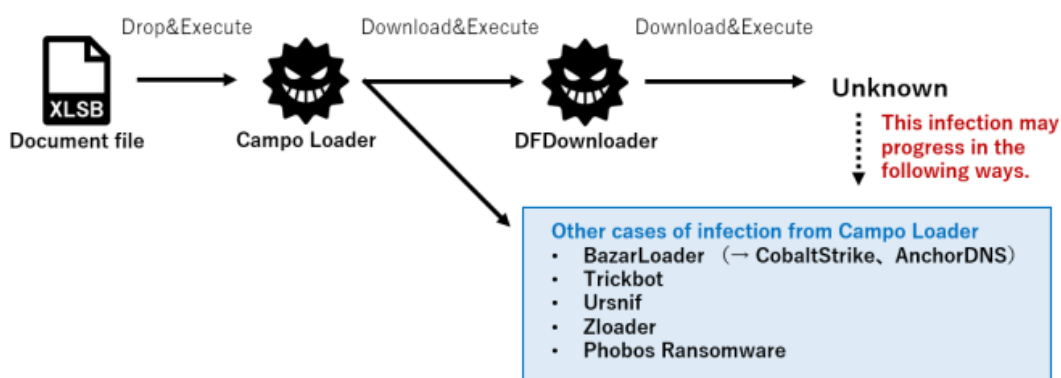 Drop&Execute
Download&Execute
Download&Execute
XLSB
Document file
Campo Loader
DFDownloader
Unknown
This infection may
progress in the
following ways.
Other cases of infection from Campo Loader
• BazarLoader （→ CobaltStrike、AnchorDNS）
• Trickbot
• Ursnif
• Zloader
• Phobos Ransomware